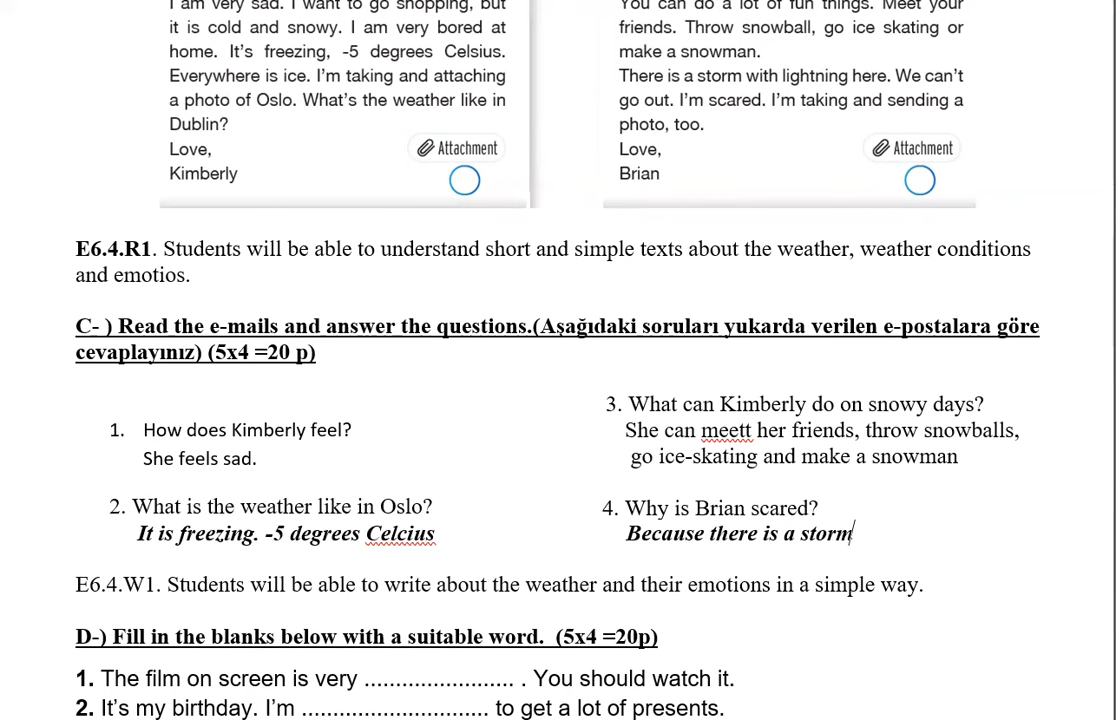 I am very sad. I want to go shopping, but
it is cold and snowy. I am very bored at
home. It's freezing, -5 degrees Celsius.
Everywhere is ice. I'm taking and attaching
a photo of Oslo. What's the weather like in
Dublin?
Love,
Attachment
Kimberly
You can do a lot of fun things. Meet your
friends. Throw snowball, go ice skating or
make a snowman.
There is a storm with lightning here. We can't
go out. I'm scared. I'm taking and sending a
photo, too.
Love,
Attachment
Brian
E6.4.R1. Students will be able to understand short and simple texts about the weather, weather conditions
and emotios.
C- ) Read the e-mails and answer the questions.(Aşağıdaki soruları yukarda verilen e-postalara göre
cevaplayınız) (5x4 =20 p)
1. How does Kimberly feel?
She feels sad.
2. What is the weather like in Oslo?
It is freezing. -5 degrees Celcius
3. What can Kimberly do on snowy days?
She can meett her friends, throw snowballs,
go ice-skating and make a snowman
4. Why is Brian scared?
Because there is a storm
E6.4.W1. Students will be able to write about the weather and their emotions in a simple way.
D-) Fill in the blanks below with a suitable word. (5x4 =20p)
1. The film on screen is very ........................ . You should watch it.
2. It's my birthday. I'm .............................. to get a lot of presents.